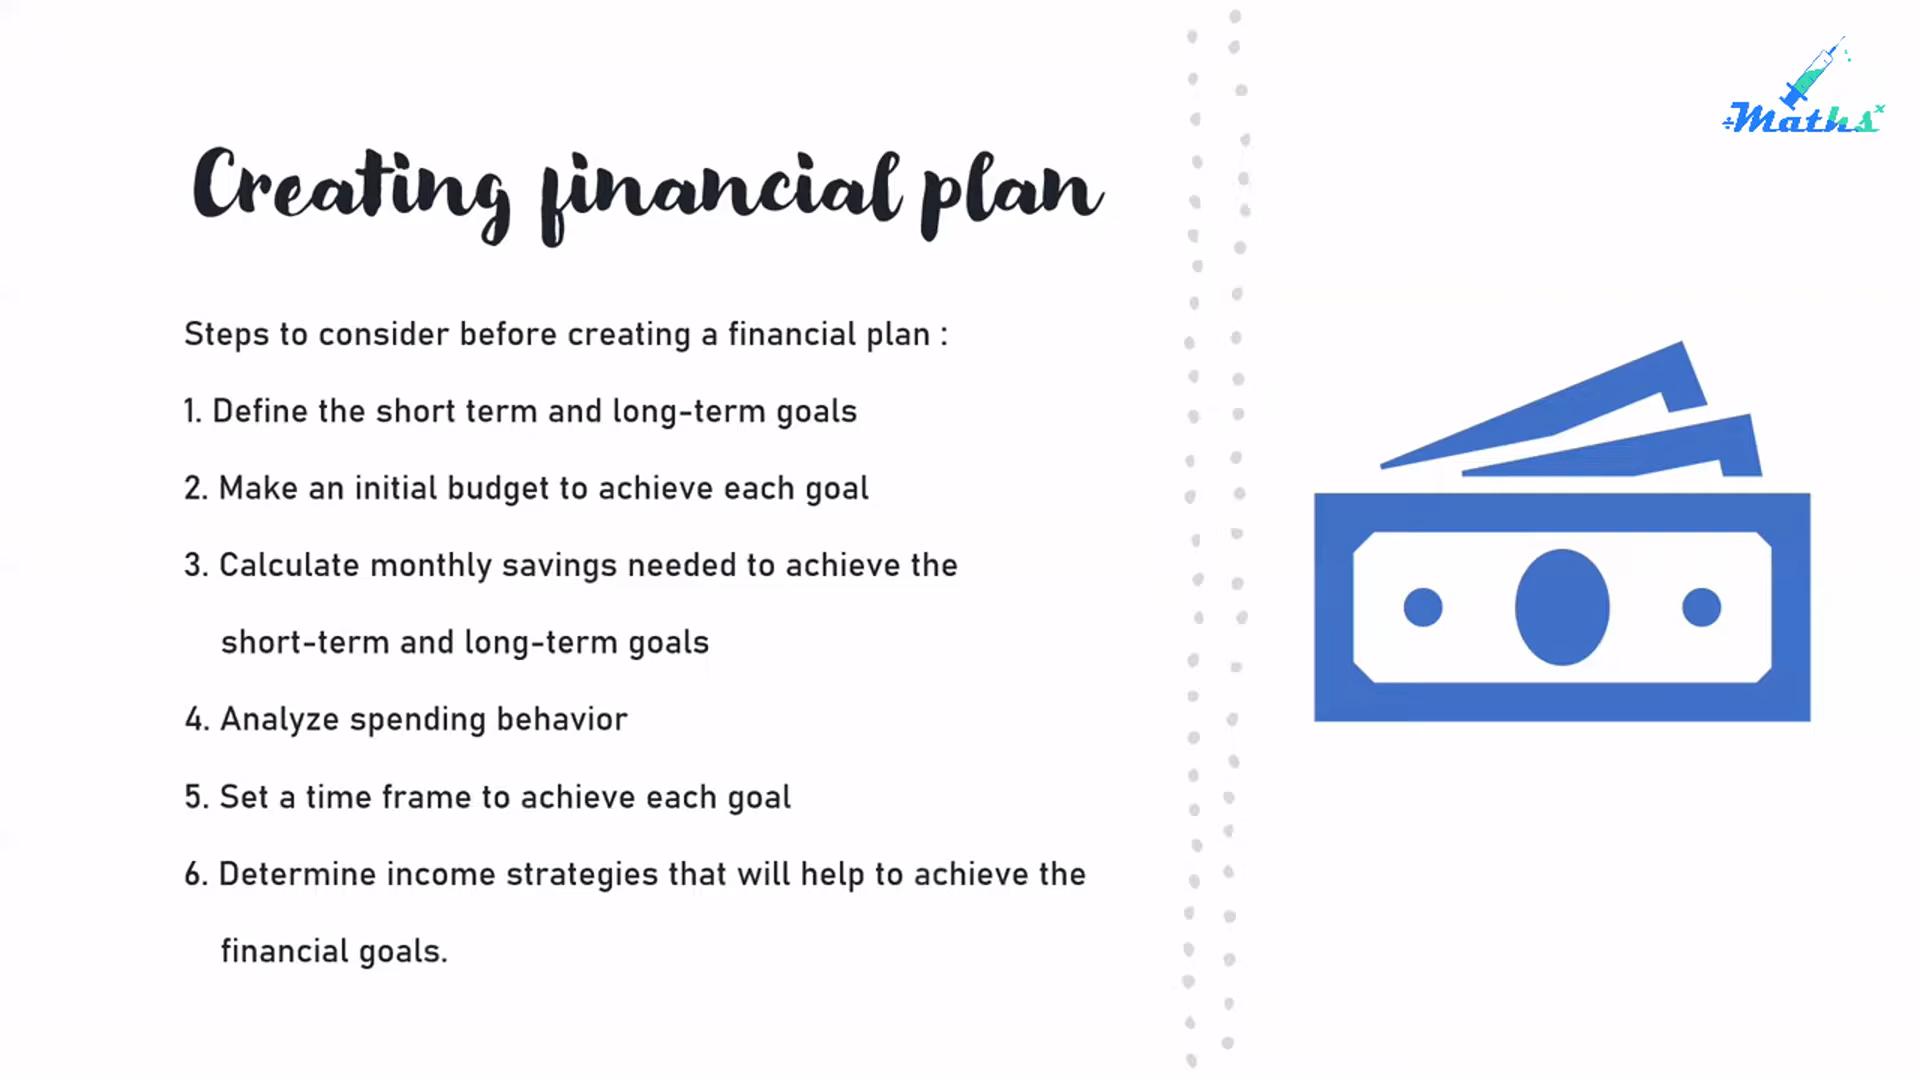 ÷Maths×
Creating financial plan
Steps to consider before creating a financial plan :
1. Define the short term and long-term goals
2. Make an initial budget to achieve each goal
3. Calculate monthly savings needed to achieve the
short-term and long-term goals
4. Analyze spending behavior
5. Set a time frame to achieve each goal
6. Determine income strategies that will help to achieve the
financial goals.